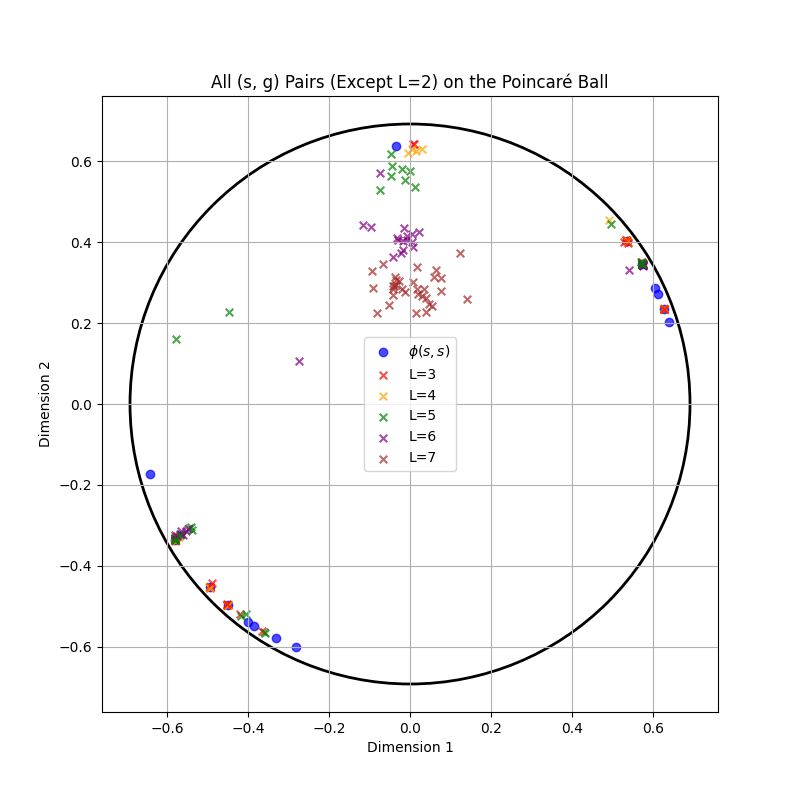 All (s, g) Pairs (Except L=2) on the Poincaré Ball
0.6
0.4
0.2
0.0
−0.2
−0.4
−0.6
Dimension 2
ϕ(s, s)
L=3
L=4
L=5
L=6
L=7
−0.6 −0.4 −0.2 0.0 0.2 0.4 0.6
Dimension 1